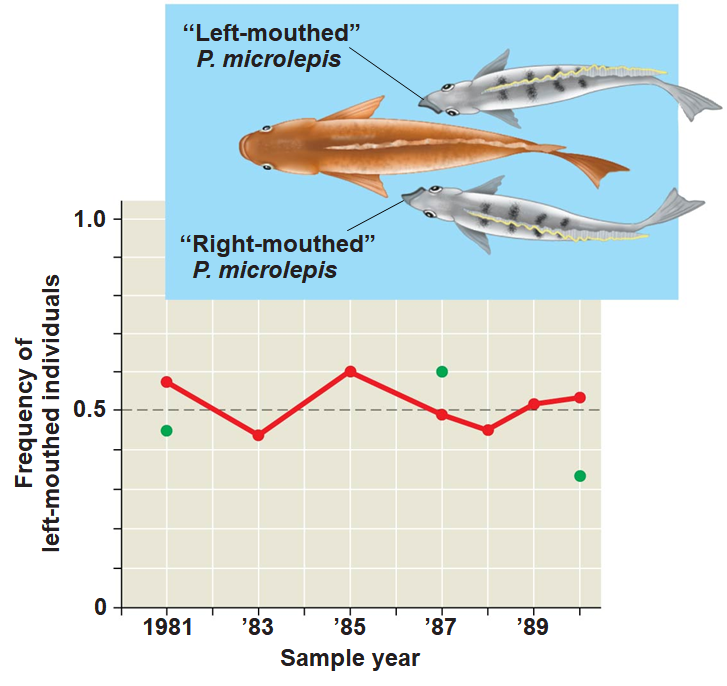 “Left-mouthed”
P. microlepis
“Right-mouthed”
P. microlepis
1.0
0.5
0
Frequency of
left-mouthed individuals
1981 ’83 ’85 ’87 ’89
Sample year